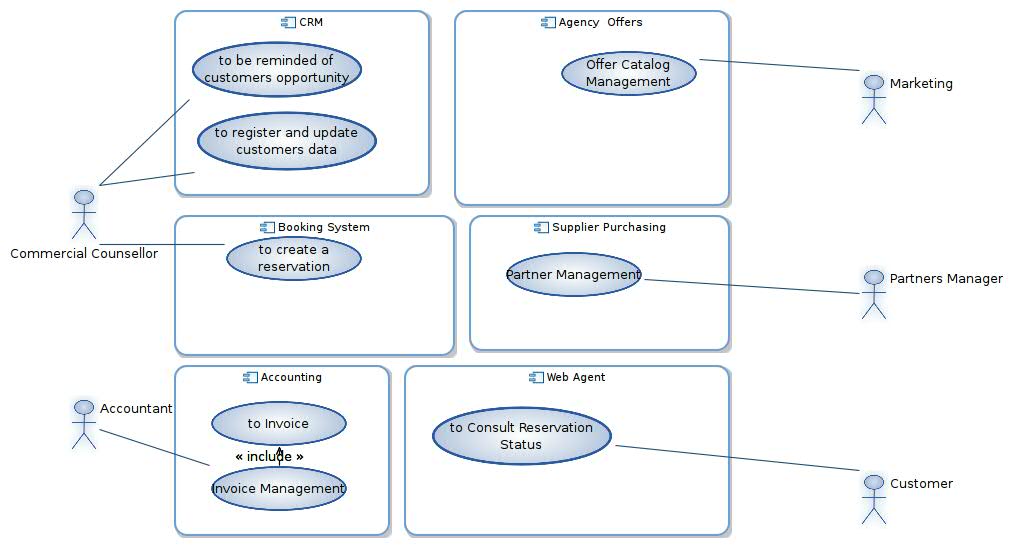 CRM
to be reminded of
customers opportunity
to register and update
customers data
Agency Offers
Offer Catalog
Management
Marketing
Commercial Counsellor
Booking System
to create a
reservation
Supplier Purchasing
Partner Management
Partners Manager
Accountant
Accounting
to Invoice
« include »
Invoice Management
Web Agent
to Consult Reservation
Status
Customer